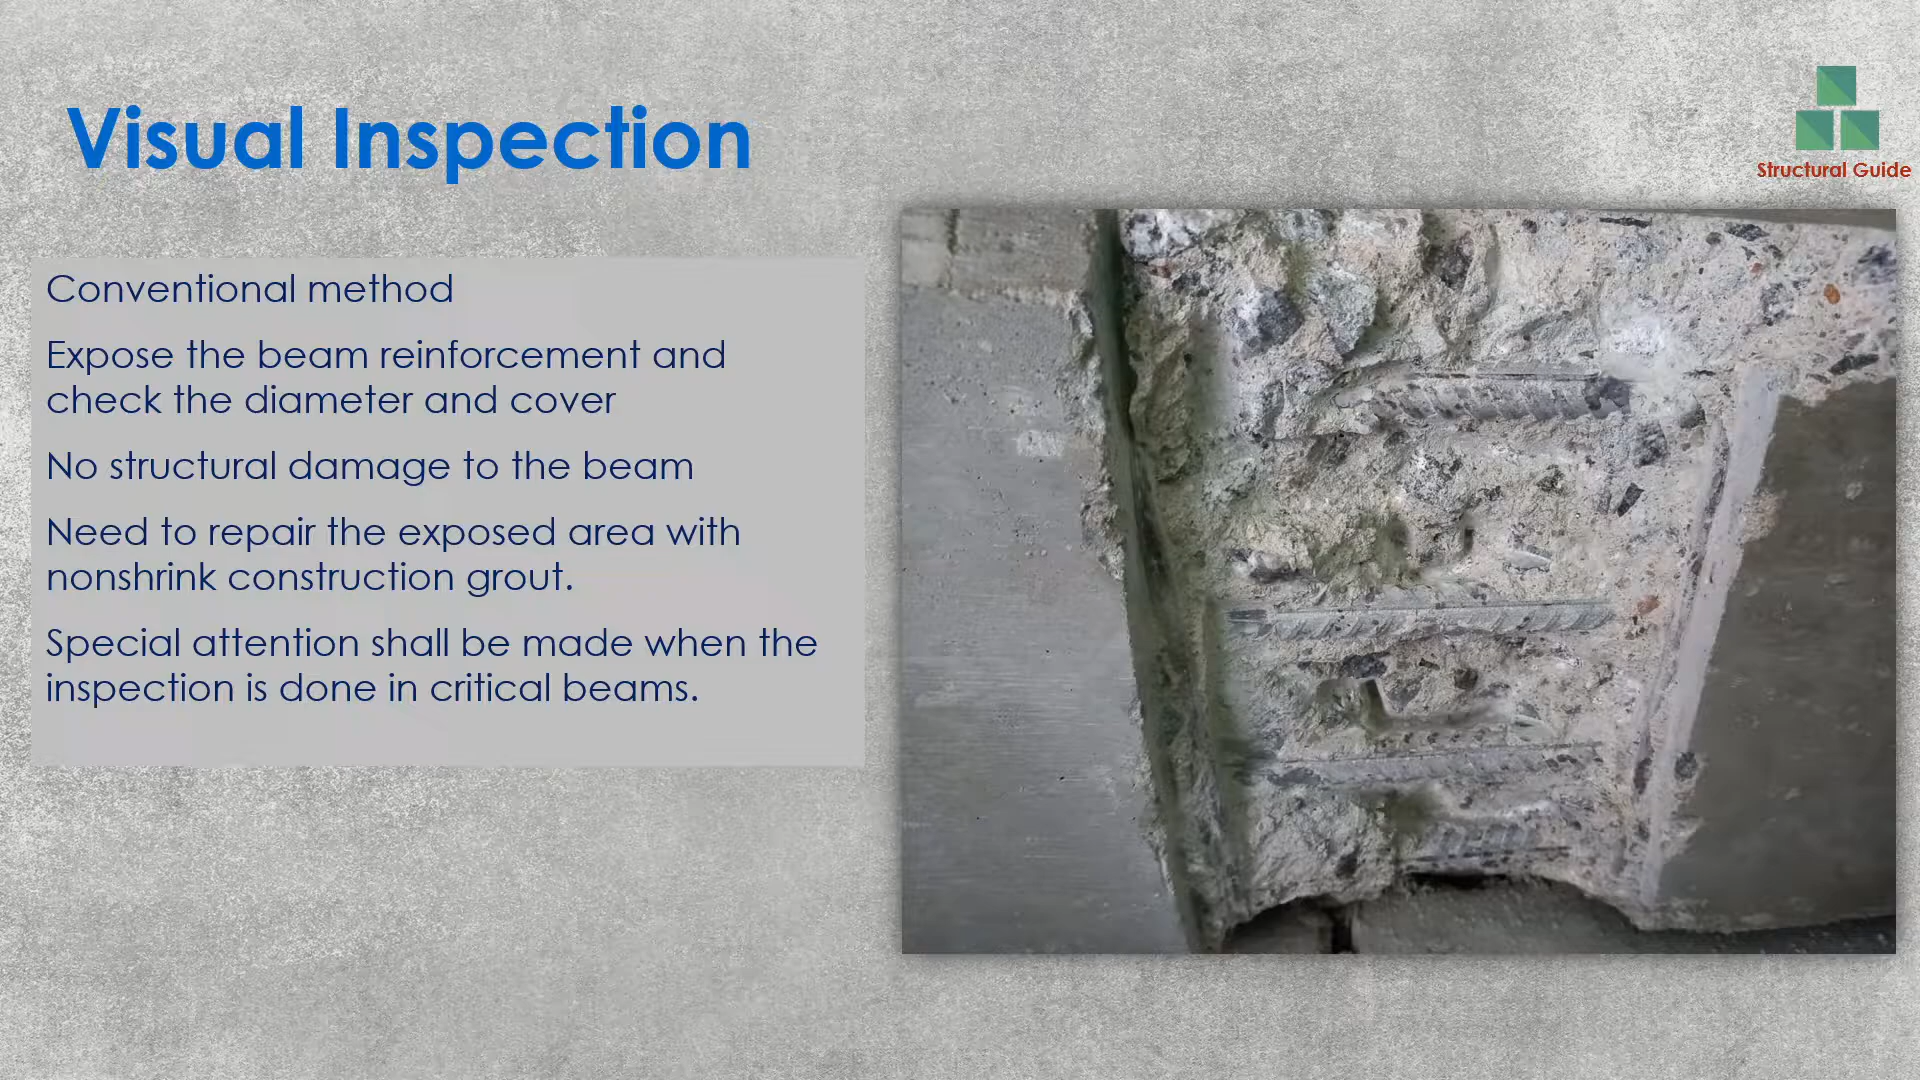 Visual Inspection
Structural Guide
Conventional method
Expose the beam reinforcement and
check the diameter and cover
No structural damage to the beam
Need to repair the exposed area with
nonshrink construction grout.
Special attention shall be made when the
inspection is done in critical beams.